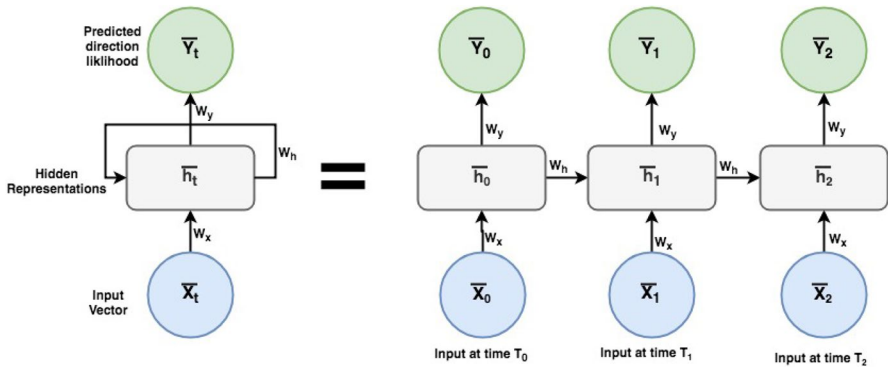 Predicted
direction
liklihood
Y̅t
Wy
Wh
Hidden
Representations
h̅t
Wx
Input
Vector
X̅t
=
Y̅0
Y̅1
Y̅2
Wy
Wy
Wy
h̅0
Wh
h̅1
Wh
h̅2
Wx
Wx
Wx
X̅0
X̅1
X̅2
Input at time T0
Input at time T1
Input at time T2